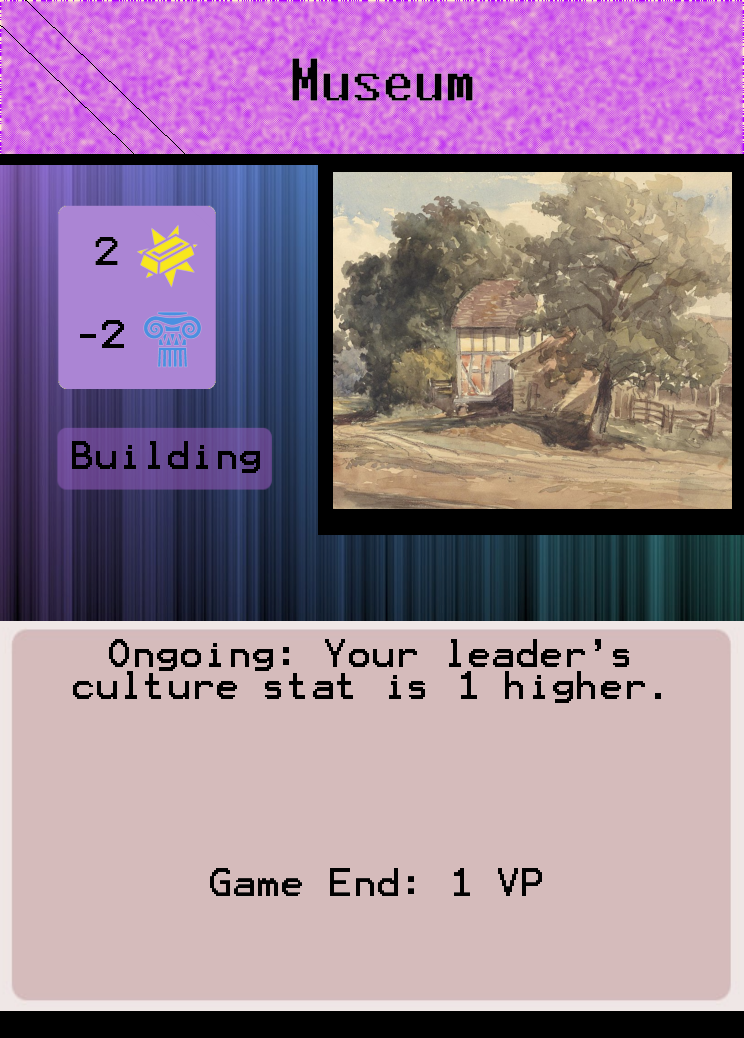 Museum
2
-2
Building
Ongoing: Your leader's
culture stat is 1 higher.
Game End: 1 VP